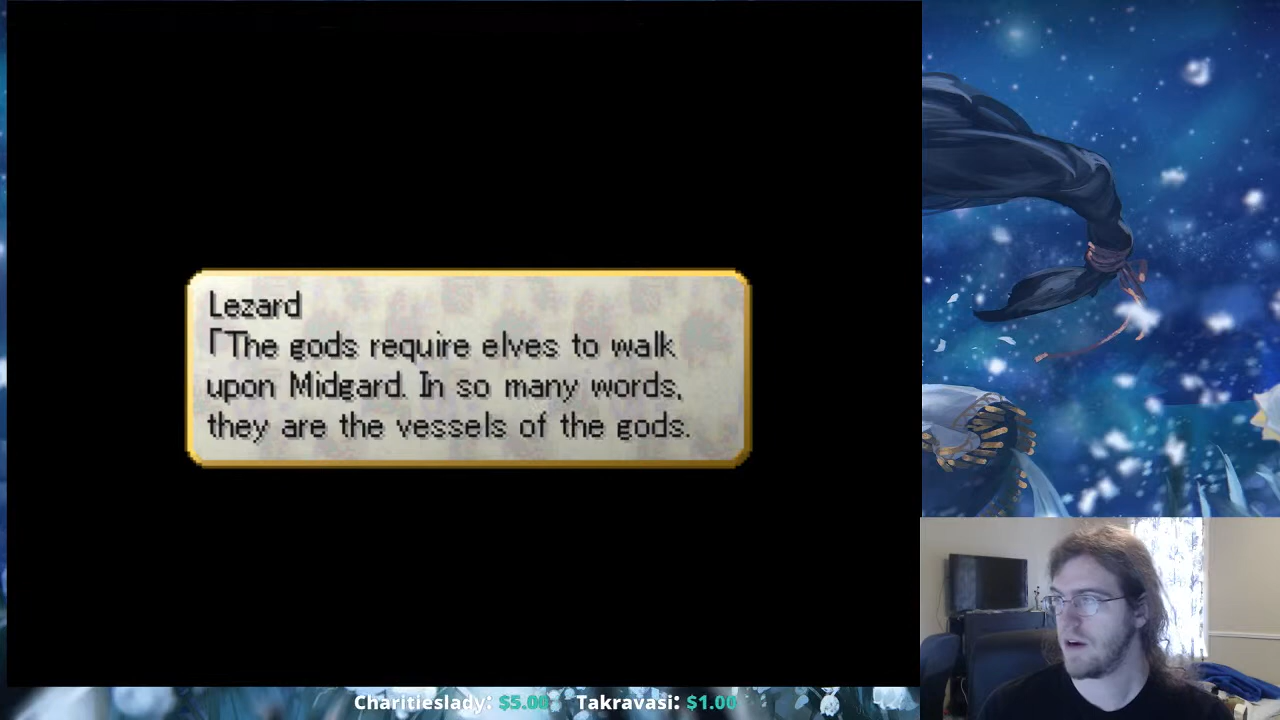 Lezard
「The gods require elves to walk
upon Midgard. In so many words,
they are the vessels of the gods.
Charitieslady: $5.00 Takravasi: $1.00